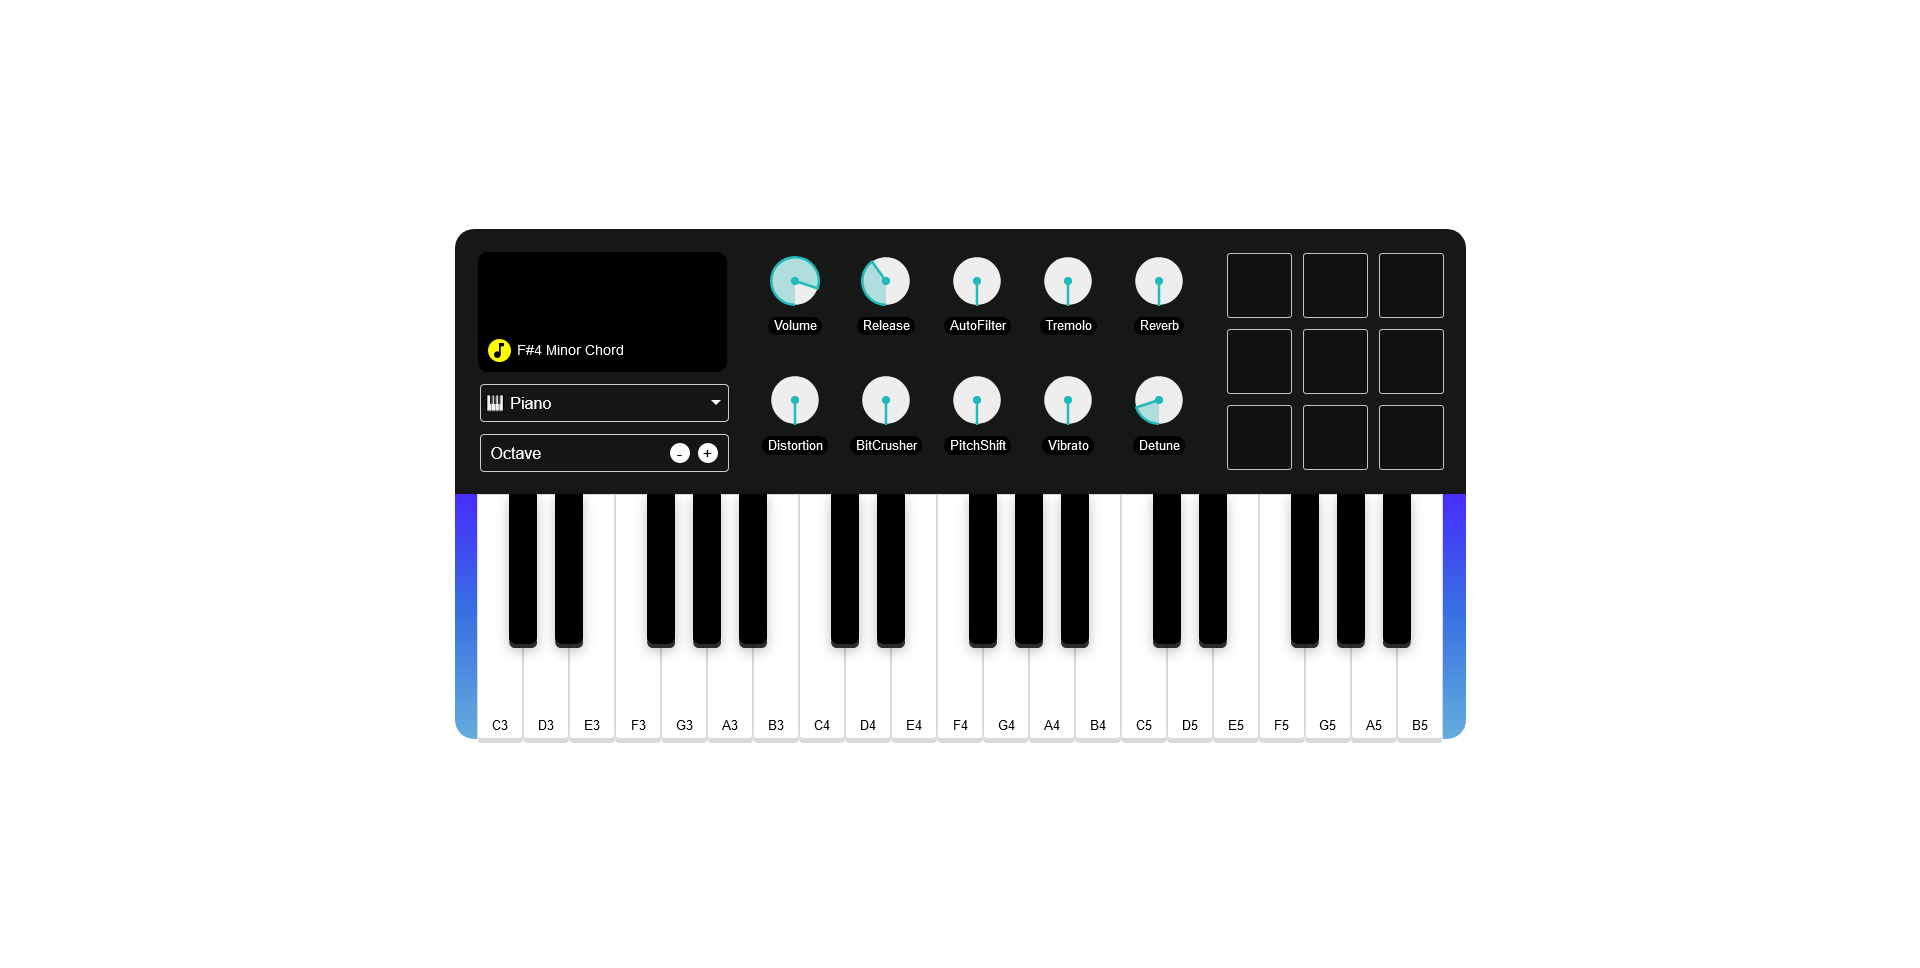 F#4 Minor Chord
Piano
Octave - +
Volume Release AutoFilter Tremolo Reverb
Distortion BitCrusher PitchShift Vibrato Detune
C3 D3 E3 F3 G3 A3 B3 C4 D4 E4 F4 G4 A4 B4 C5 D5 E5 F5 G5 A5 B5